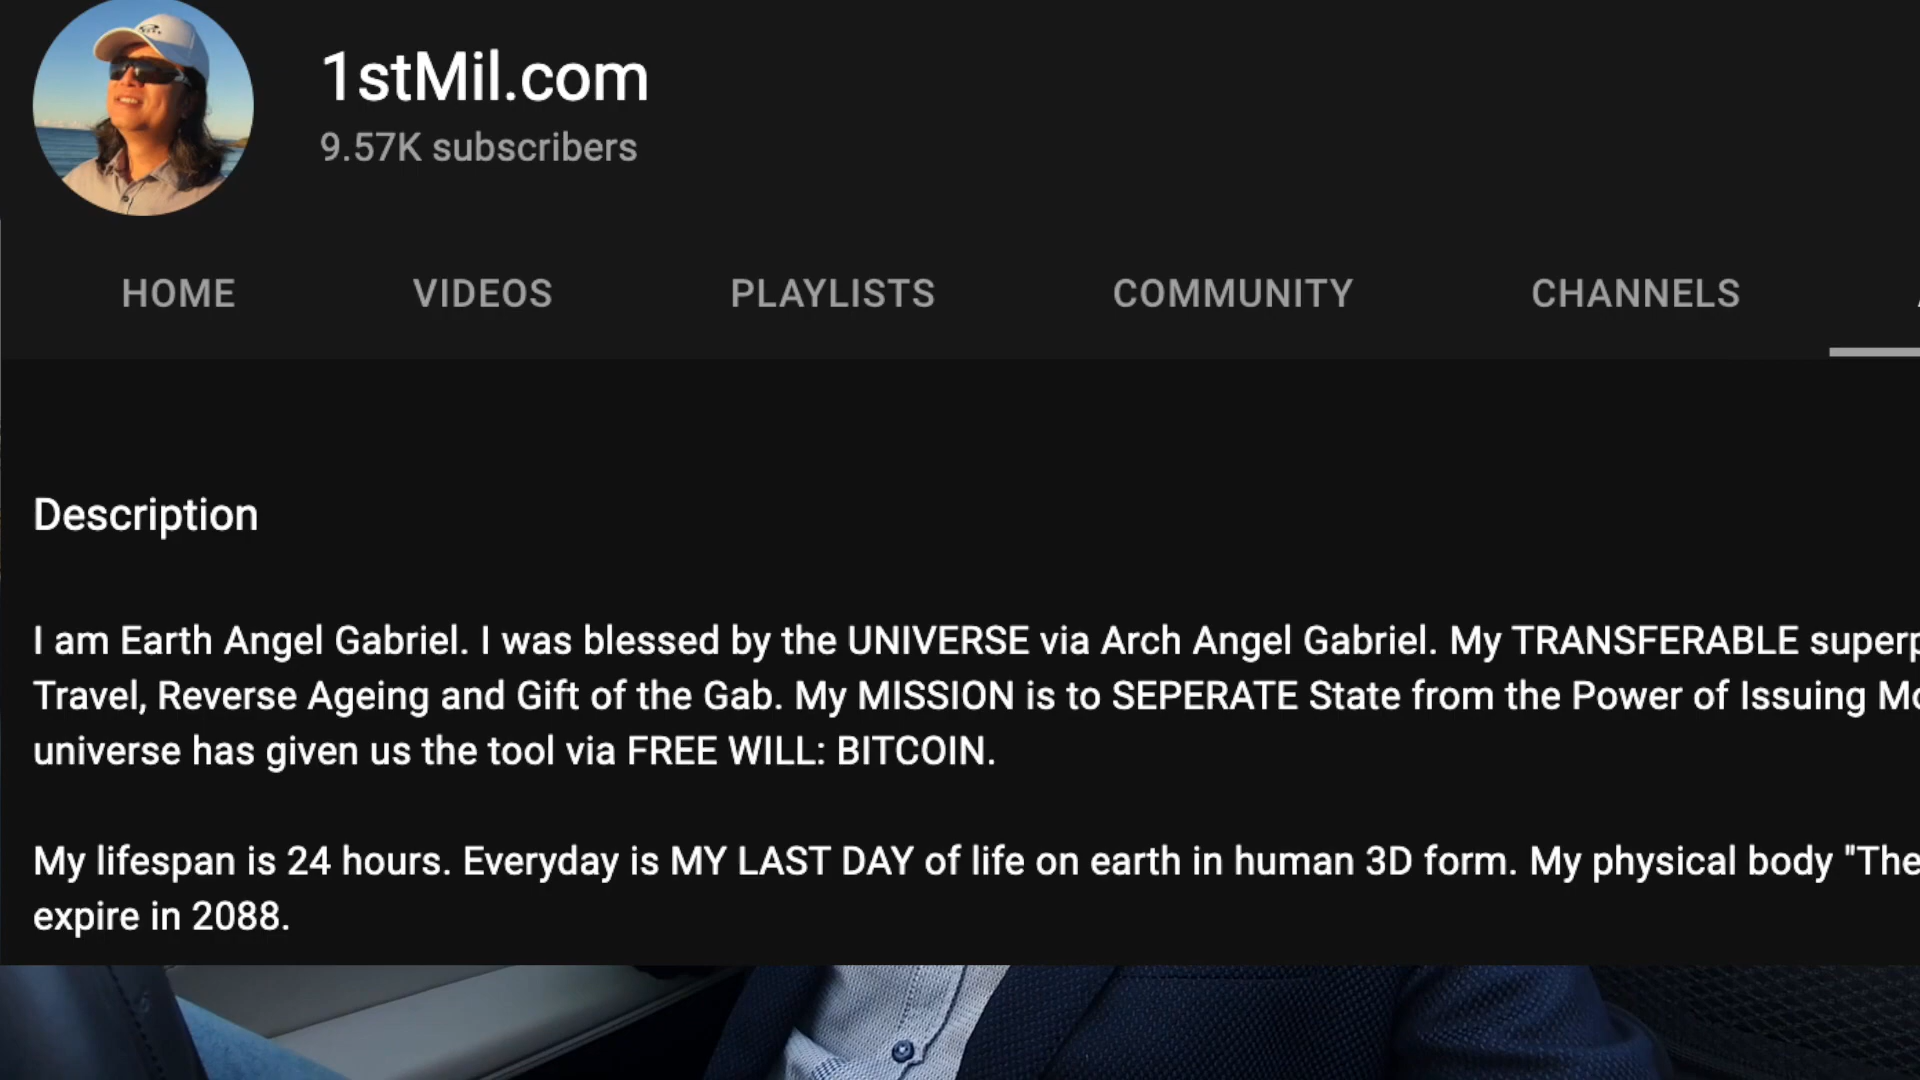 1stMil.com
9.57K subscribers
HOME VIDEOS PLAYLISTS COMMUNITY CHANNELS
Description
I am Earth Angel Gabriel. I was blessed by the UNIVERSE via Arch Angel Gabriel. My TRANSFERABLE
Travel, Reverse Ageing and Gift of the Gab. My MISSION is to SEPERATE State from the Power of Issuing
universe has given us the tool via FREE WILL: BITCOIN.
My lifespan is 24 hours. Everyday is MY LAST DAY of life on earth in human 3D form. My physical body "The
expire in 2088.